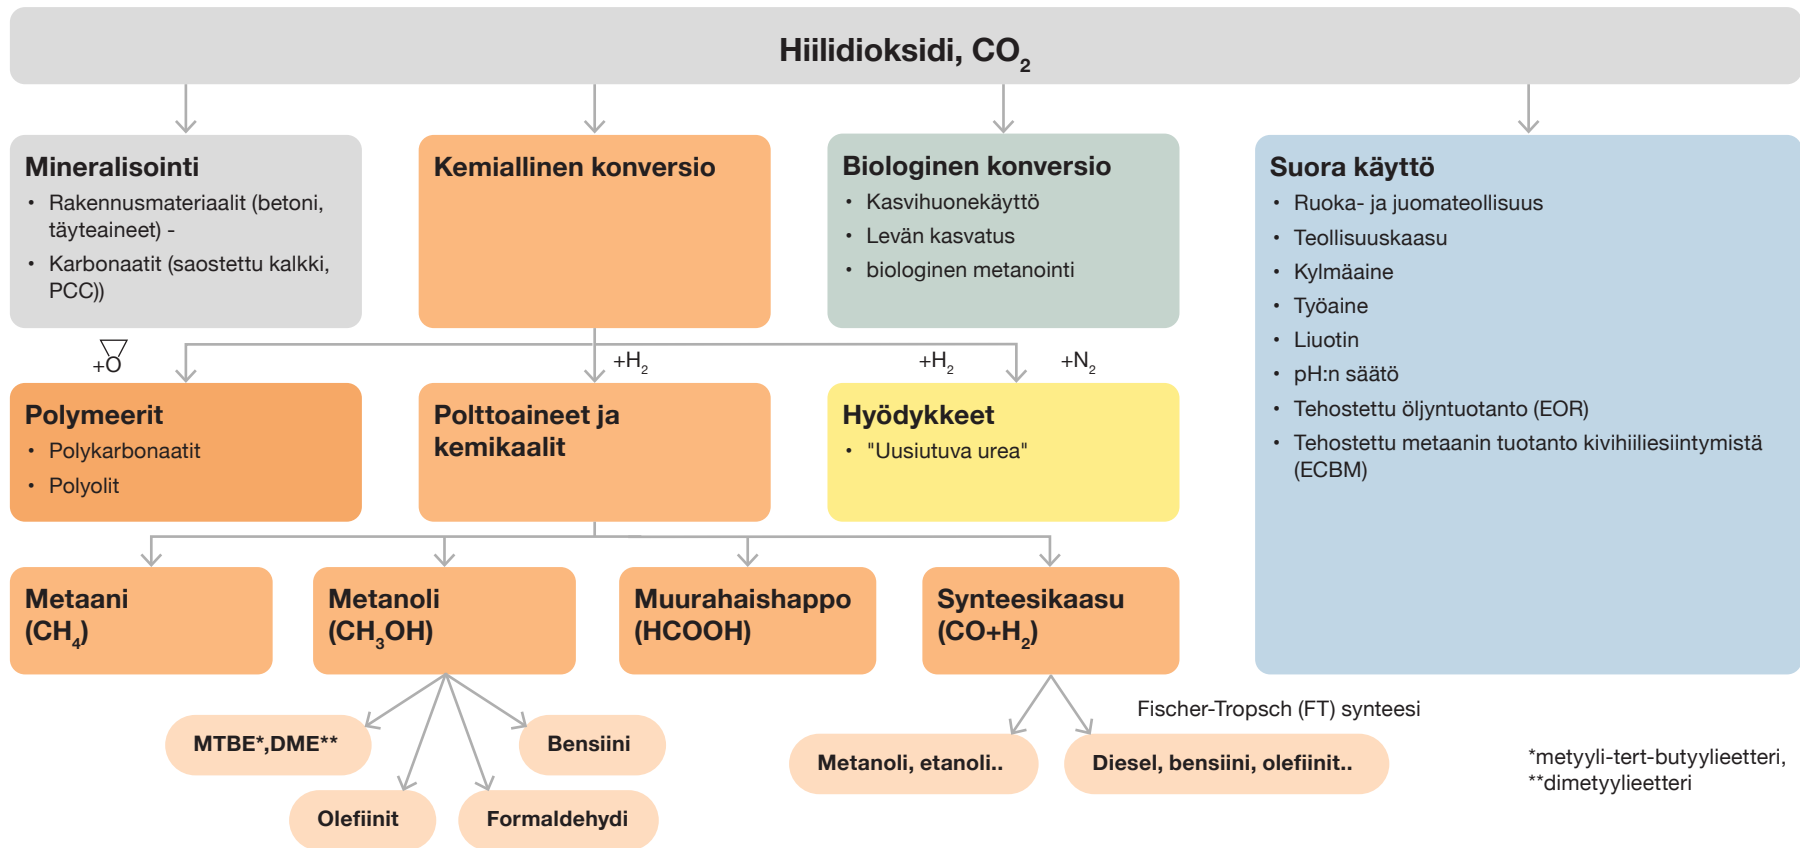 Hiilidioksidi, CO₂
Mineralisointi
• Rakennusmateriaalit (betoni,
täyteaineet) -
• Karbonaatit (saostettu kalkki,
PCC))
Kemiallinen konversio
Biologinen konversio
• Kasvihuonekäyttö
• Levän kasvatus
• biologinen metanointi
Suora käyttö
• Ruoka- ja juomateollisuus
• Teollisuuskaasu
• Kylmäaine
• Työaine
• Liuotin
• pH:n säätö
• Tehostettu öljyntuotanto (EOR)
• Tehostettu metaanin tuotanto kivihiiliesiintymistä
(ECBM)
+O
+H₂
+H₂
+N₂
Polymeerit
• Polykarbonaatit
• Polyolit
Polttoaineet ja
kemikaalit
Hyödykkeet
• "Uusiutuva urea"
Metaani
(CH₄)
Metanoli
(CH₃OH)
Muurahaishappo
(HCOOH)
Synteesikaasu
(CO+H₂)
Fischer-Tropsch (FT) synteesi
MTBE*,DME**
Bensiini
Olefiinit
Formaldehydi
Metanoli, etanoli..
Diesel, bensiini, olefiinit..
*metyyli-tert-butyylieetteri,
**dimetyylieetteri